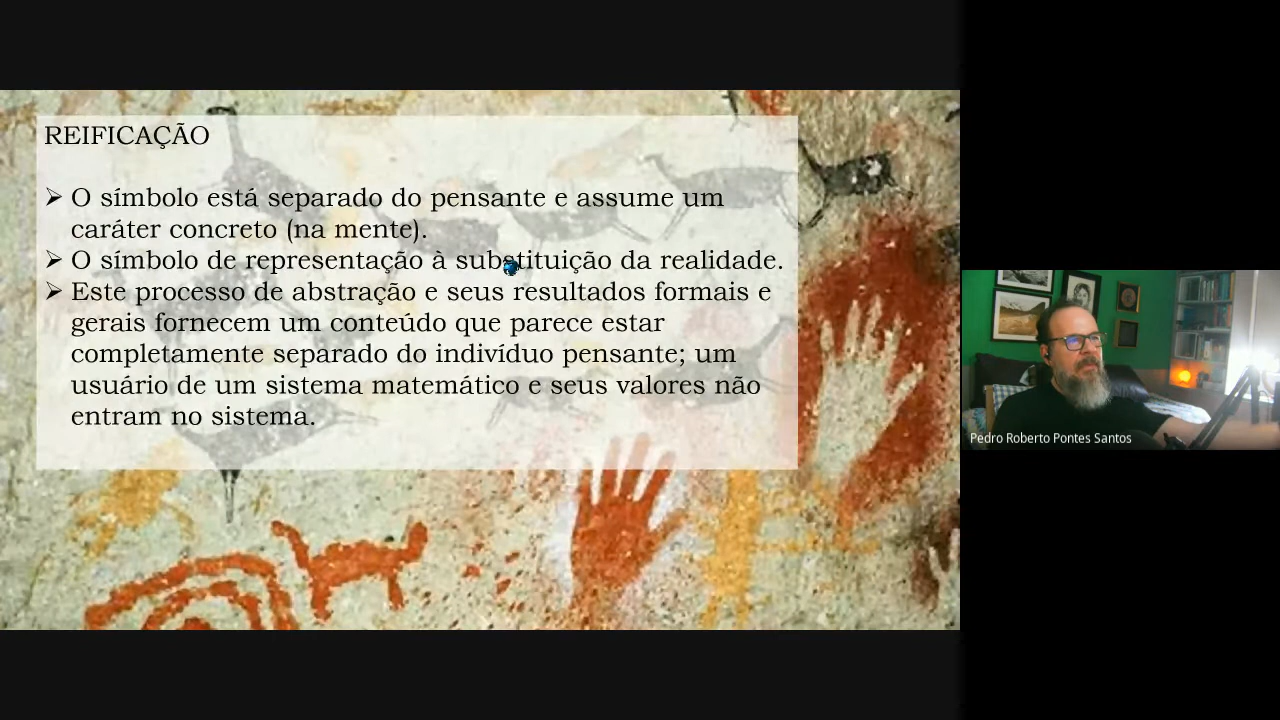 REIFICAÇÃO
➢ O símbolo está separado do pensante e assume um
caráter concreto (na mente).
➢ O símbolo de representação à substituição da realidade.
➢ Este processo de abstração e seus resultados formais e
gerais fornecem um conteúdo que parece estar
completamente separado do indivíduo pensante; um
usuário de um sistema matemático e seus valores não
entram no sistema.
Pedro Roberto Pontes Santos